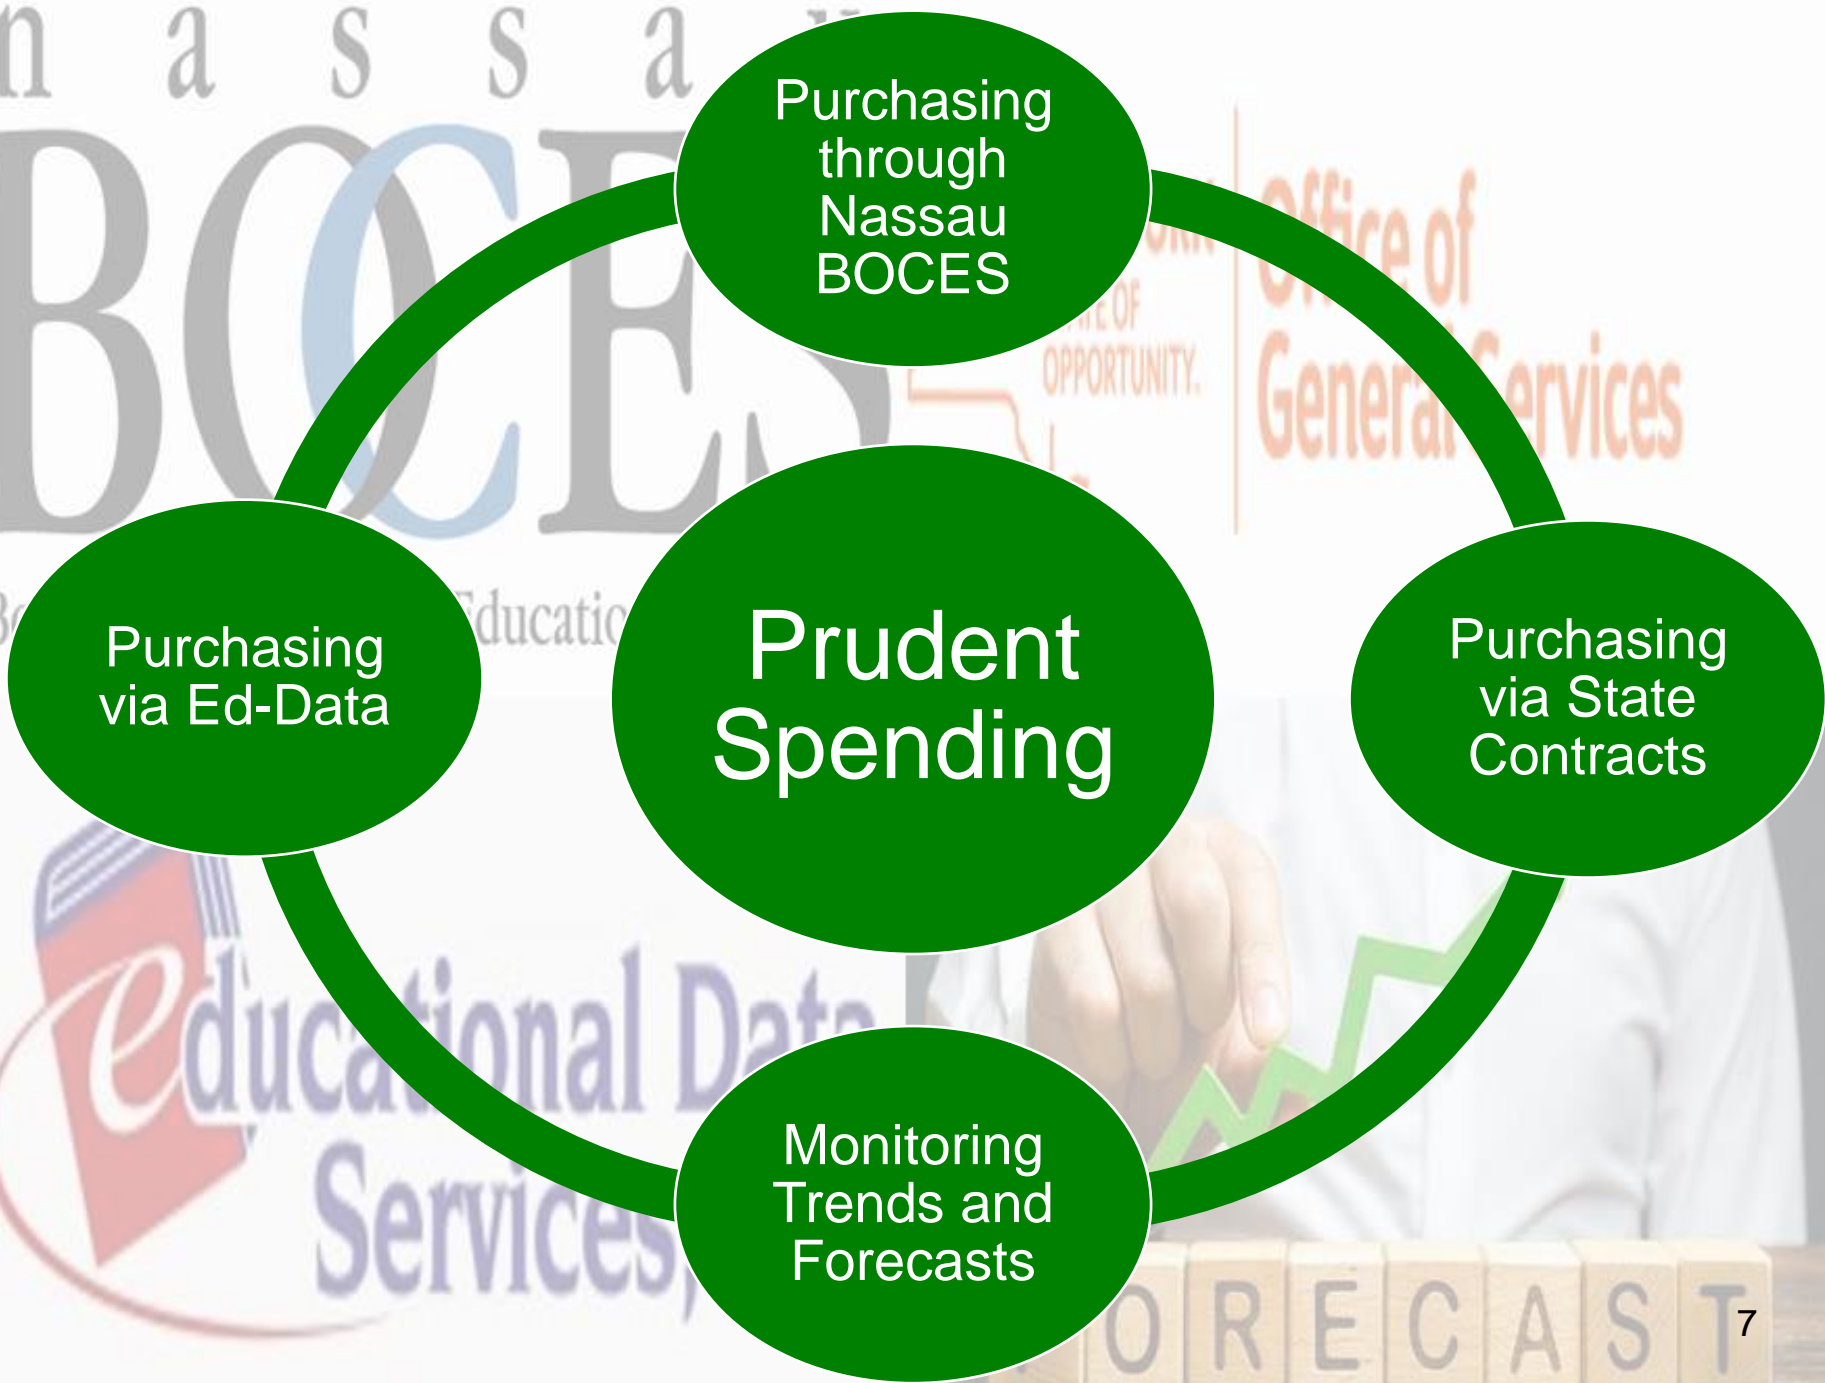 n a s s a
BOCES
Purchasing
through
Nassau
BOCES
OPPORTUNITY.
Office of
General Services
Educatio
Purchasing
via Ed-Data
Prudent
Spending
Purchasing
via State
Contracts
educational Data
Services,
Monitoring
Trends and
Forecasts
ORECAST
7